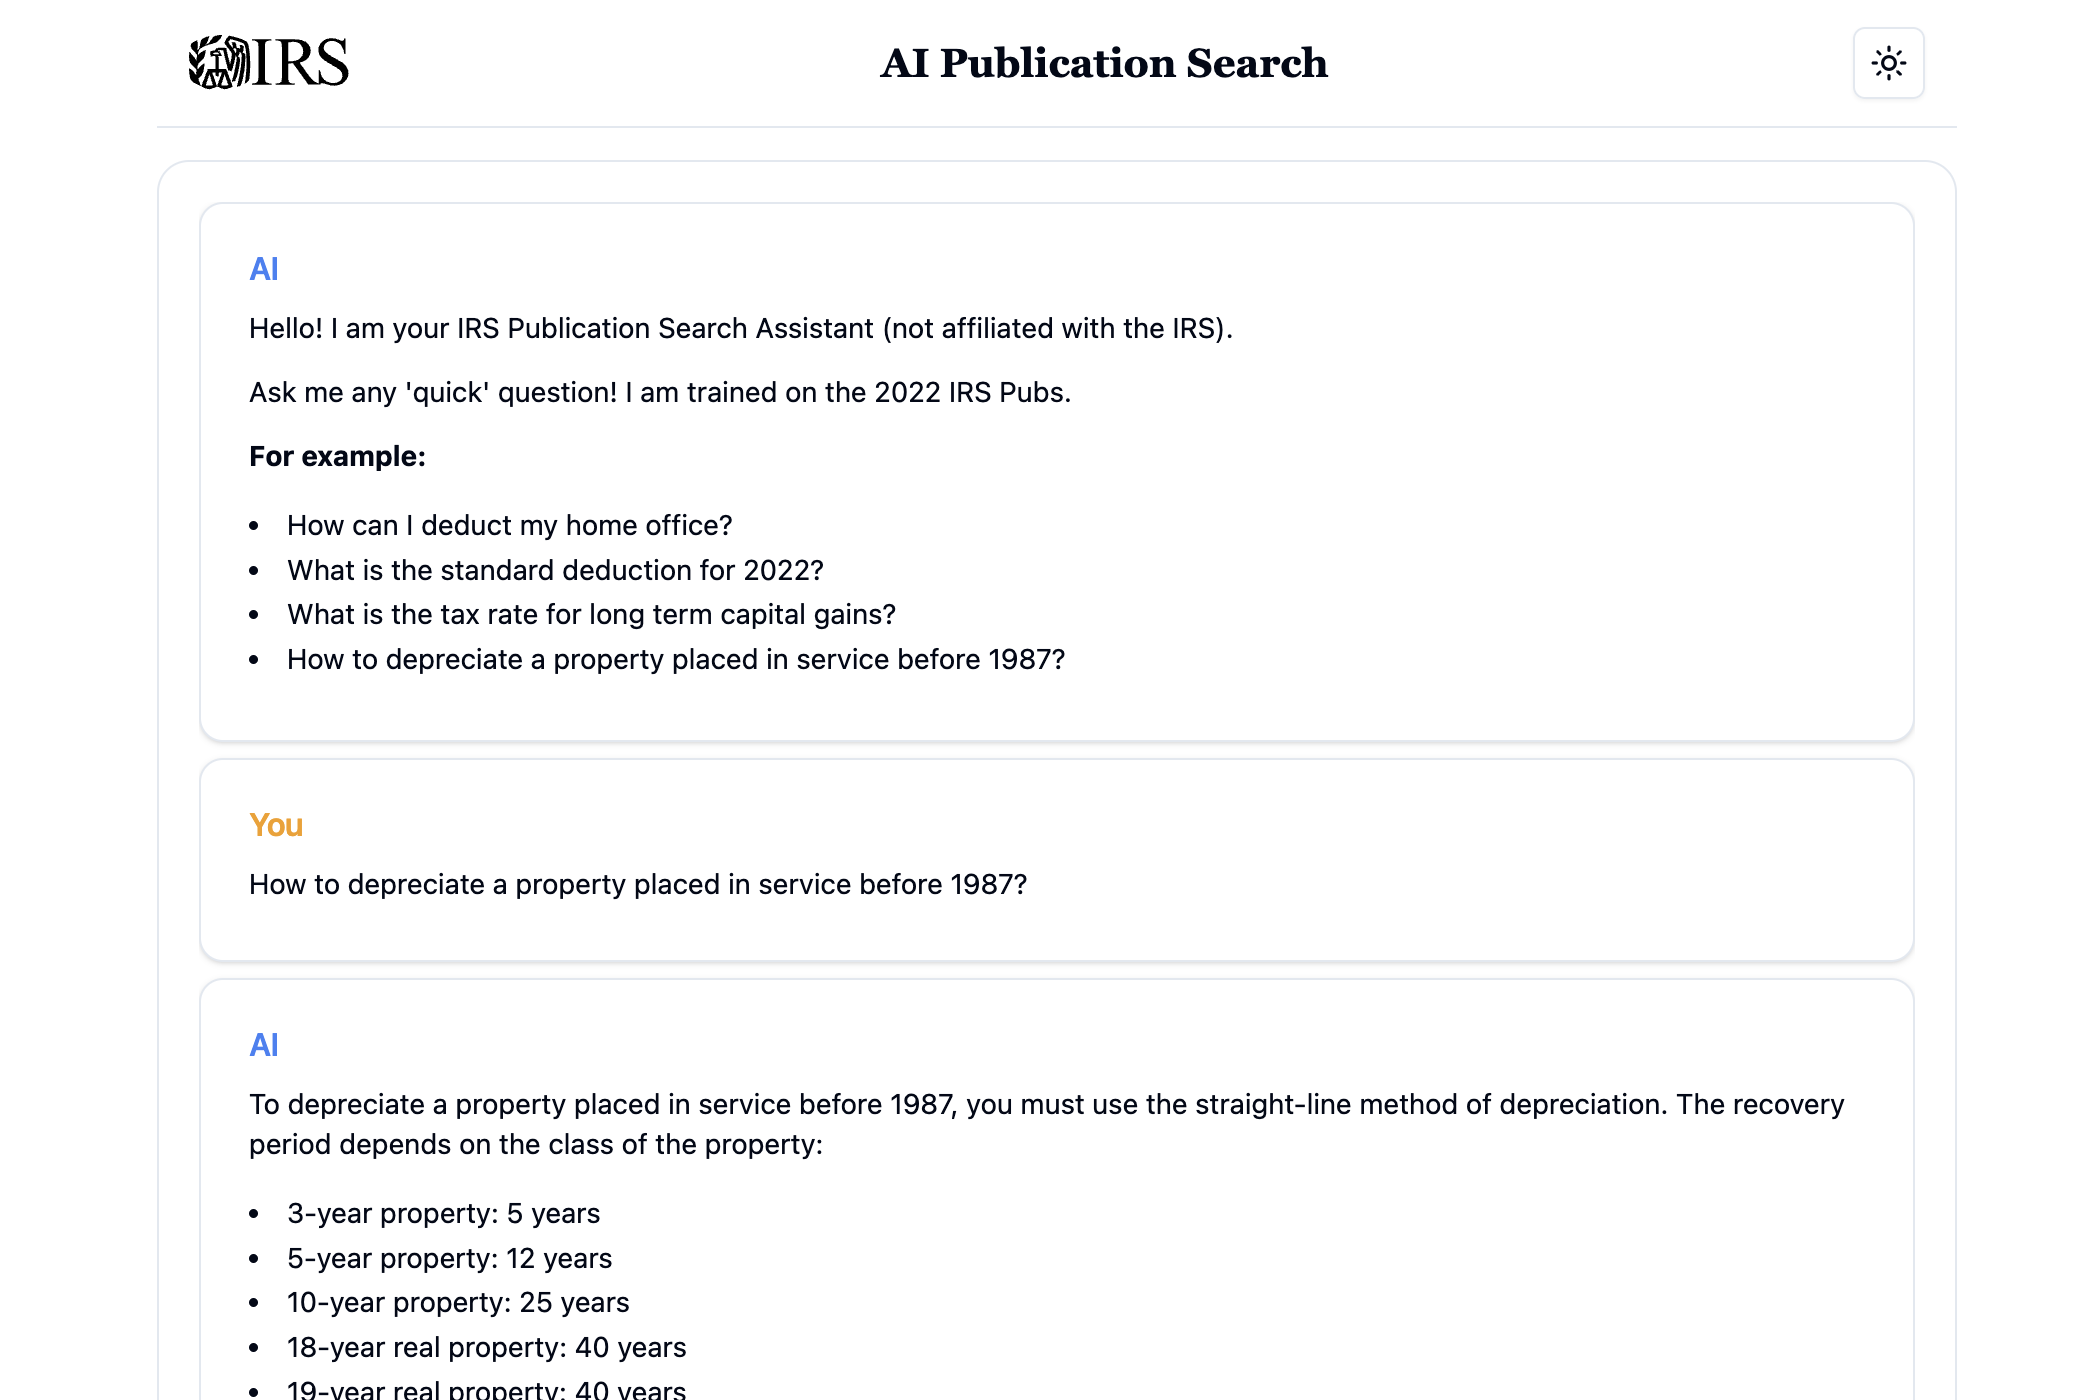 IRS
AI Publication Search
AI
Hello! I am your IRS Publication Search Assistant (not affiliated with the IRS).
Ask me any 'quick' question! I am trained on the 2022 IRS Pubs.
For example:
• How can I deduct my home office?
• What is the standard deduction for 2022?
• What is the tax rate for long term capital gains?
• How to depreciate a property placed in service before 1987?
You
How to depreciate a property placed in service before 1987?
AI
To depreciate a property placed in service before 1987, you must use the straight-line method of depreciation. The recovery
period depends on the class of the property:
• 3-year property: 5 years
• 5-year property: 12 years
• 10-year property: 25 years
• 18-year real property: 40 years
• 19-year real property: 40 years